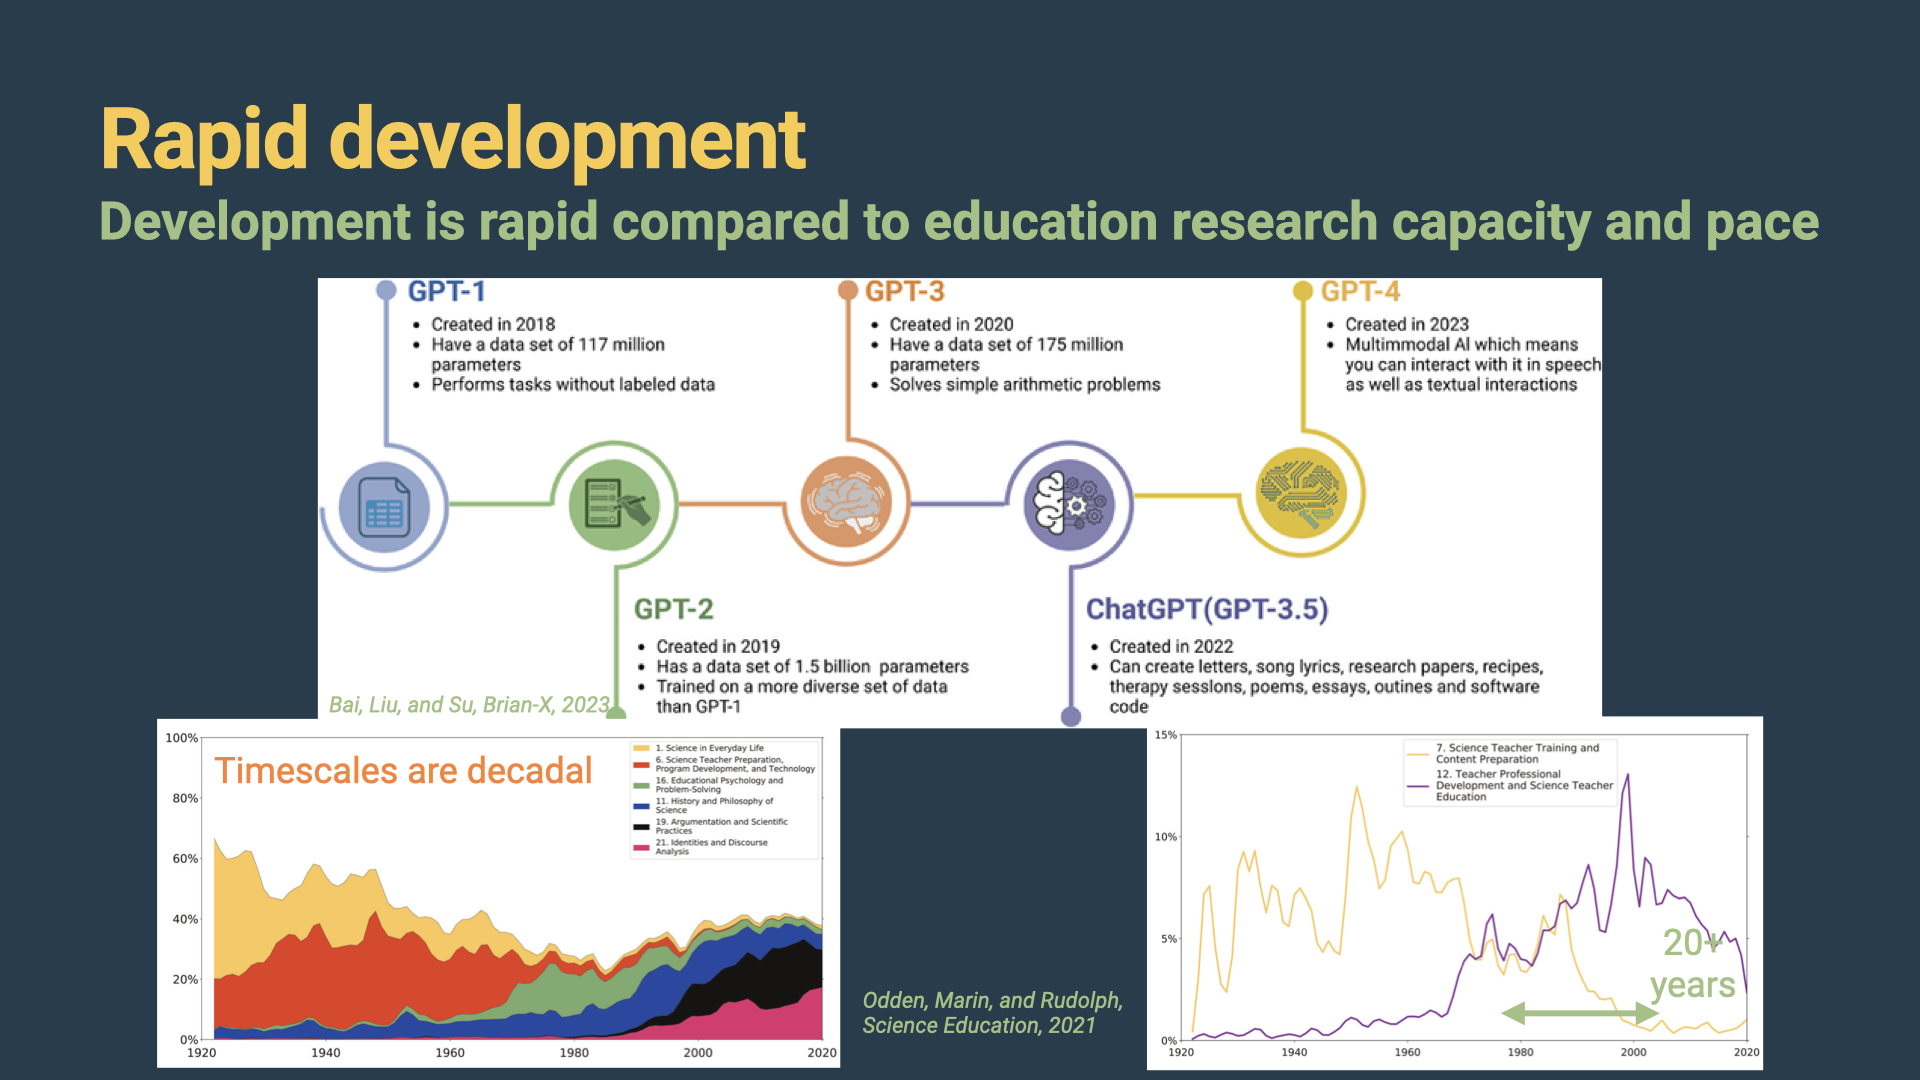 Rapid development
Development is rapid compared to education research capacity and pace
GPT-1
• Created in 2018
• Have a data set of 117 million
parameters
• Performs tasks without labeled data
GPT-3
• Created in 2020
• Have a data set of 175 million
parameters
• Solves simple arithmetic problems
GPT-4
• Created in 2023
• Multimmodal AI which means
you can interact with it in speech
as well as textual interactions
GPT-2
• Created in 2019
• Has a data set of 1.5 billion parameters
• Trained on a more diverse set of data
than GPT-1
ChatGPT(GPT-3.5)
• Created in 2022
• Can create letters, song lyrics, research papers, recipes,
therapy sesslons, poems, essays, outines and software
code
Bai, Liu, and Su, Brian-X, 2023
Timescales are decadal
100%
80%
60%
40%
20%
0%
1920 1940 1960 1980 2000 2020
1. Science in Everyday Life
6. Science Teacher Preparation,
Program Development, and Technology
16. Educational Psychology and
Problem-Solving
11. History and Philosophy of
Science
19. Argumentation and Scientific
Practices
21. Identities and Discourse
Analysis
Odden, Marin, and Rudolph,
Science Education, 2021
15%
10%
5%
0%
1920 1940 1960 1980 2000 2020
7. Science Teacher Training and
Content Preparation
12. Teacher Professional
Development and Science Teacher
Education
20+
years